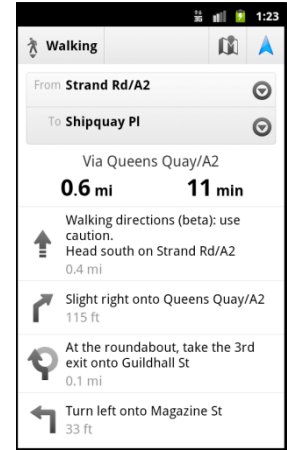 3G 1:23
Walking
From Strand Rd/A2
To Shipquay Pl
Via Queens Quay/A2
0.6 mi 11 min
Walking directions (beta): use
caution.
Head south on Strand Rd/A2
0.4 mi
Slight right onto Queens Quay/A2
115 ft
At the roundabout, take the 3rd
exit onto Guildhall St
0.1 mi
Turn left onto Magazine St
33 ft